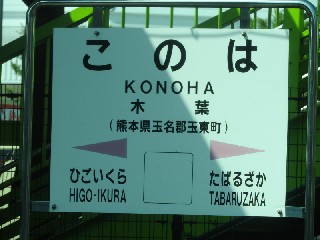 このは
KONOHA
木葉
(熊本県玉名郡玉東町)
ひごいくら たばるざか
HIGO-IKURA TABARUZAKA